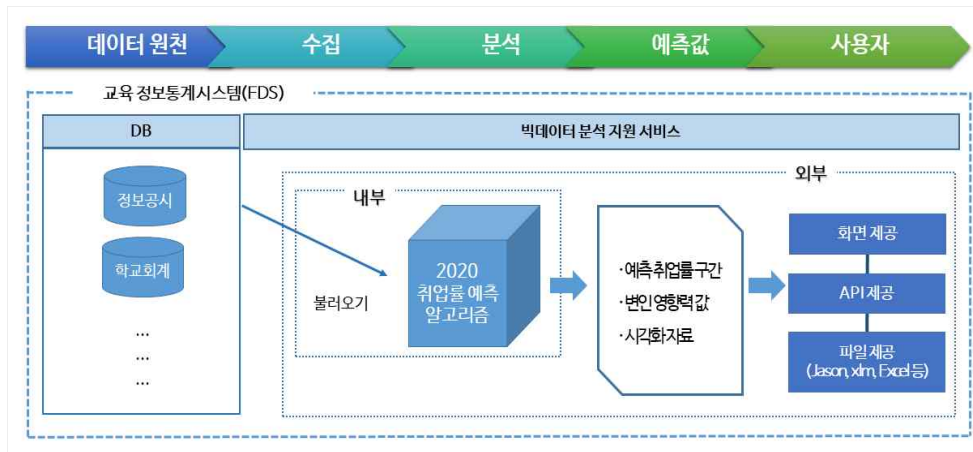 데이터 원천
수집
분석
예측값
사용자
교육 정보통계시스템(FDS)
DB
빅데이터 분석 지원 서비스
정보공시
학교회계
...
...
...
외부
내부
불러오기
2020
취업률 예측
알고리즘
·예측취업률구간
·변인영향력값
·시각화자료
화면 제공
API 제공
파일 제공
(Jason, xlm, Excel 등)